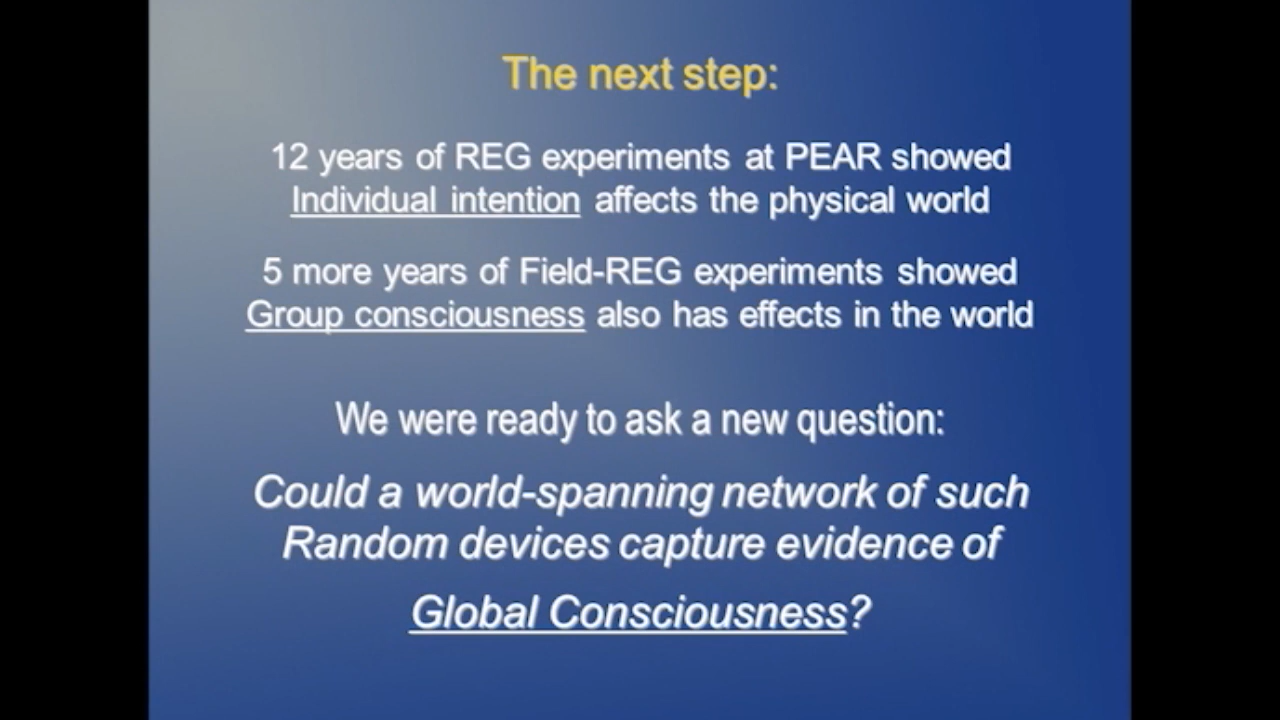 The next step:
12 years of REG experiments at PEAR showed
Individual intention affects the physical world
5 more years of Field-REG experiments showed
Group consciousness also has effects in the world
We were ready to ask a new question:
Could a world-spanning network of such
Random devices capture evidence of
Global Consciousness?